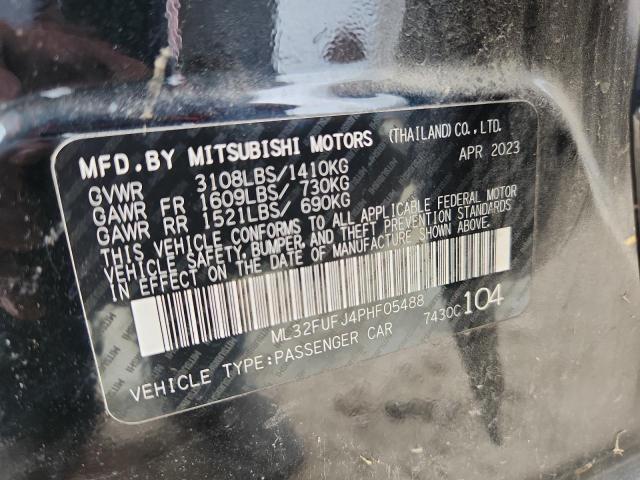 MFD.BY MITSUBISHI MOTORS (THAILAND)CO.,LTD.
APR 2023
GVWR 3108LBS/1410KG
GAWR FR 1609LBS/ 730KG
GAWR RR 1521LBS/ 690KG
THIS VEHICLE CONFORMS TO ALL APPLICABLE FEDERAL MOTOR
VEHICLE SAFETY, BUMPER, AND THEFT PREVENTION STANDARDS
IN EFFECT ON THE DATE OF MANUFACTURE SHOWN ABOVE.
ML32FUFJ4PHF05488
7430C 104
VEHICLE TYPE:PASSENGER CAR